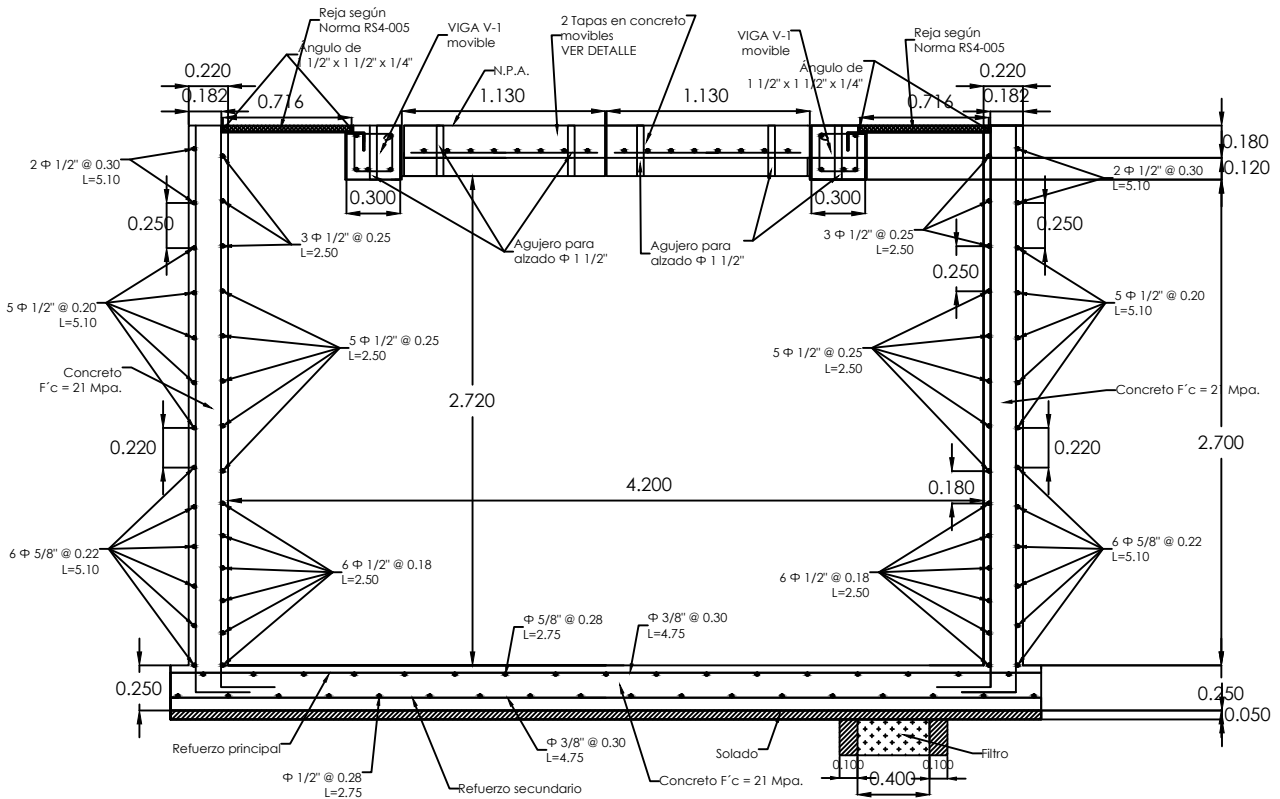 Reja según
Norma RS4-005
Ángulo de
1 1/2" x 1 1/2" x 1/4"
VIGA V-1
movible
2 Tapas en concreto
movibles
VER DETALLE
N.P.A.
VIGA V-1
movible
Ángulo de
1 1/2" x 1 1/2" x 1/4"
Reja según
Norma RS4-005
0.220
0.182
0.716
1.130
1.130
0.716
0.220
0.182
0.180
0.120
2 Φ 1/2" @ 0.30
L=5.10
0.250
0.300
0.300
2 Φ 1/2" @ 0.30
L=5.10
0.250
3 Φ 1/2" @ 0.25
L=2.50
Agujero para
alzado Φ 1 1/2"
Agujero para
alzado Φ 1 1/2"
3 Φ 1/2" @ 0.25
L=2.50
0.250
5 Φ 1/2" @ 0.20
L=5.10
5 Φ 1/2" @ 0.25
L=2.50
5 Φ 1/2" @ 0.25
L=2.50
5 Φ 1/2" @ 0.20
L=5.10
Concreto
F´c = 21 Mpa.
2.720
Concreto F´c = 21 Mpa.
0.220
0.220
2.700
4.200
0.180
6 Φ 5/8" @ 0.22
L=5.10
6 Φ 1/2" @ 0.18
L=2.50
6 Φ 1/2" @ 0.18
L=2.50
6 Φ 5/8" @ 0.22
L=5.10
Φ 5/8" @ 0.28
L=2.75
Φ 3/8" @ 0.30
L=4.75
0.250
0.250
0.050
Refuerzo principal
Φ 3/8" @ 0.30
L=4.75
Solado
Filtro
Φ 1/2" @ 0.28
L=2.75
Refuerzo secundario
Concreto F´c = 21 Mpa.
0.100
0.400
0.100